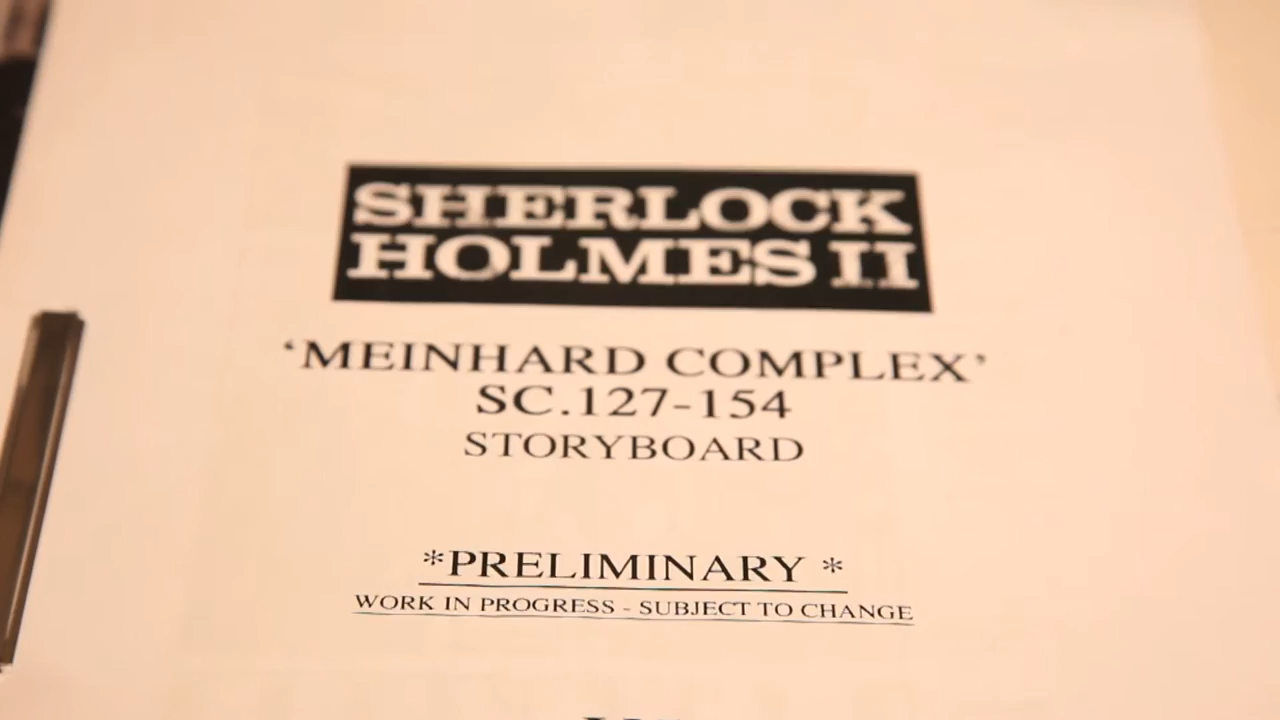 SHERLOCK
HOLMES II
‘MEINHARD COMPLEX’
SC.127-154
STORYBOARD
*PRELIMINARY *
WORK IN PROGRESS - SUBJECT TO CHANGE